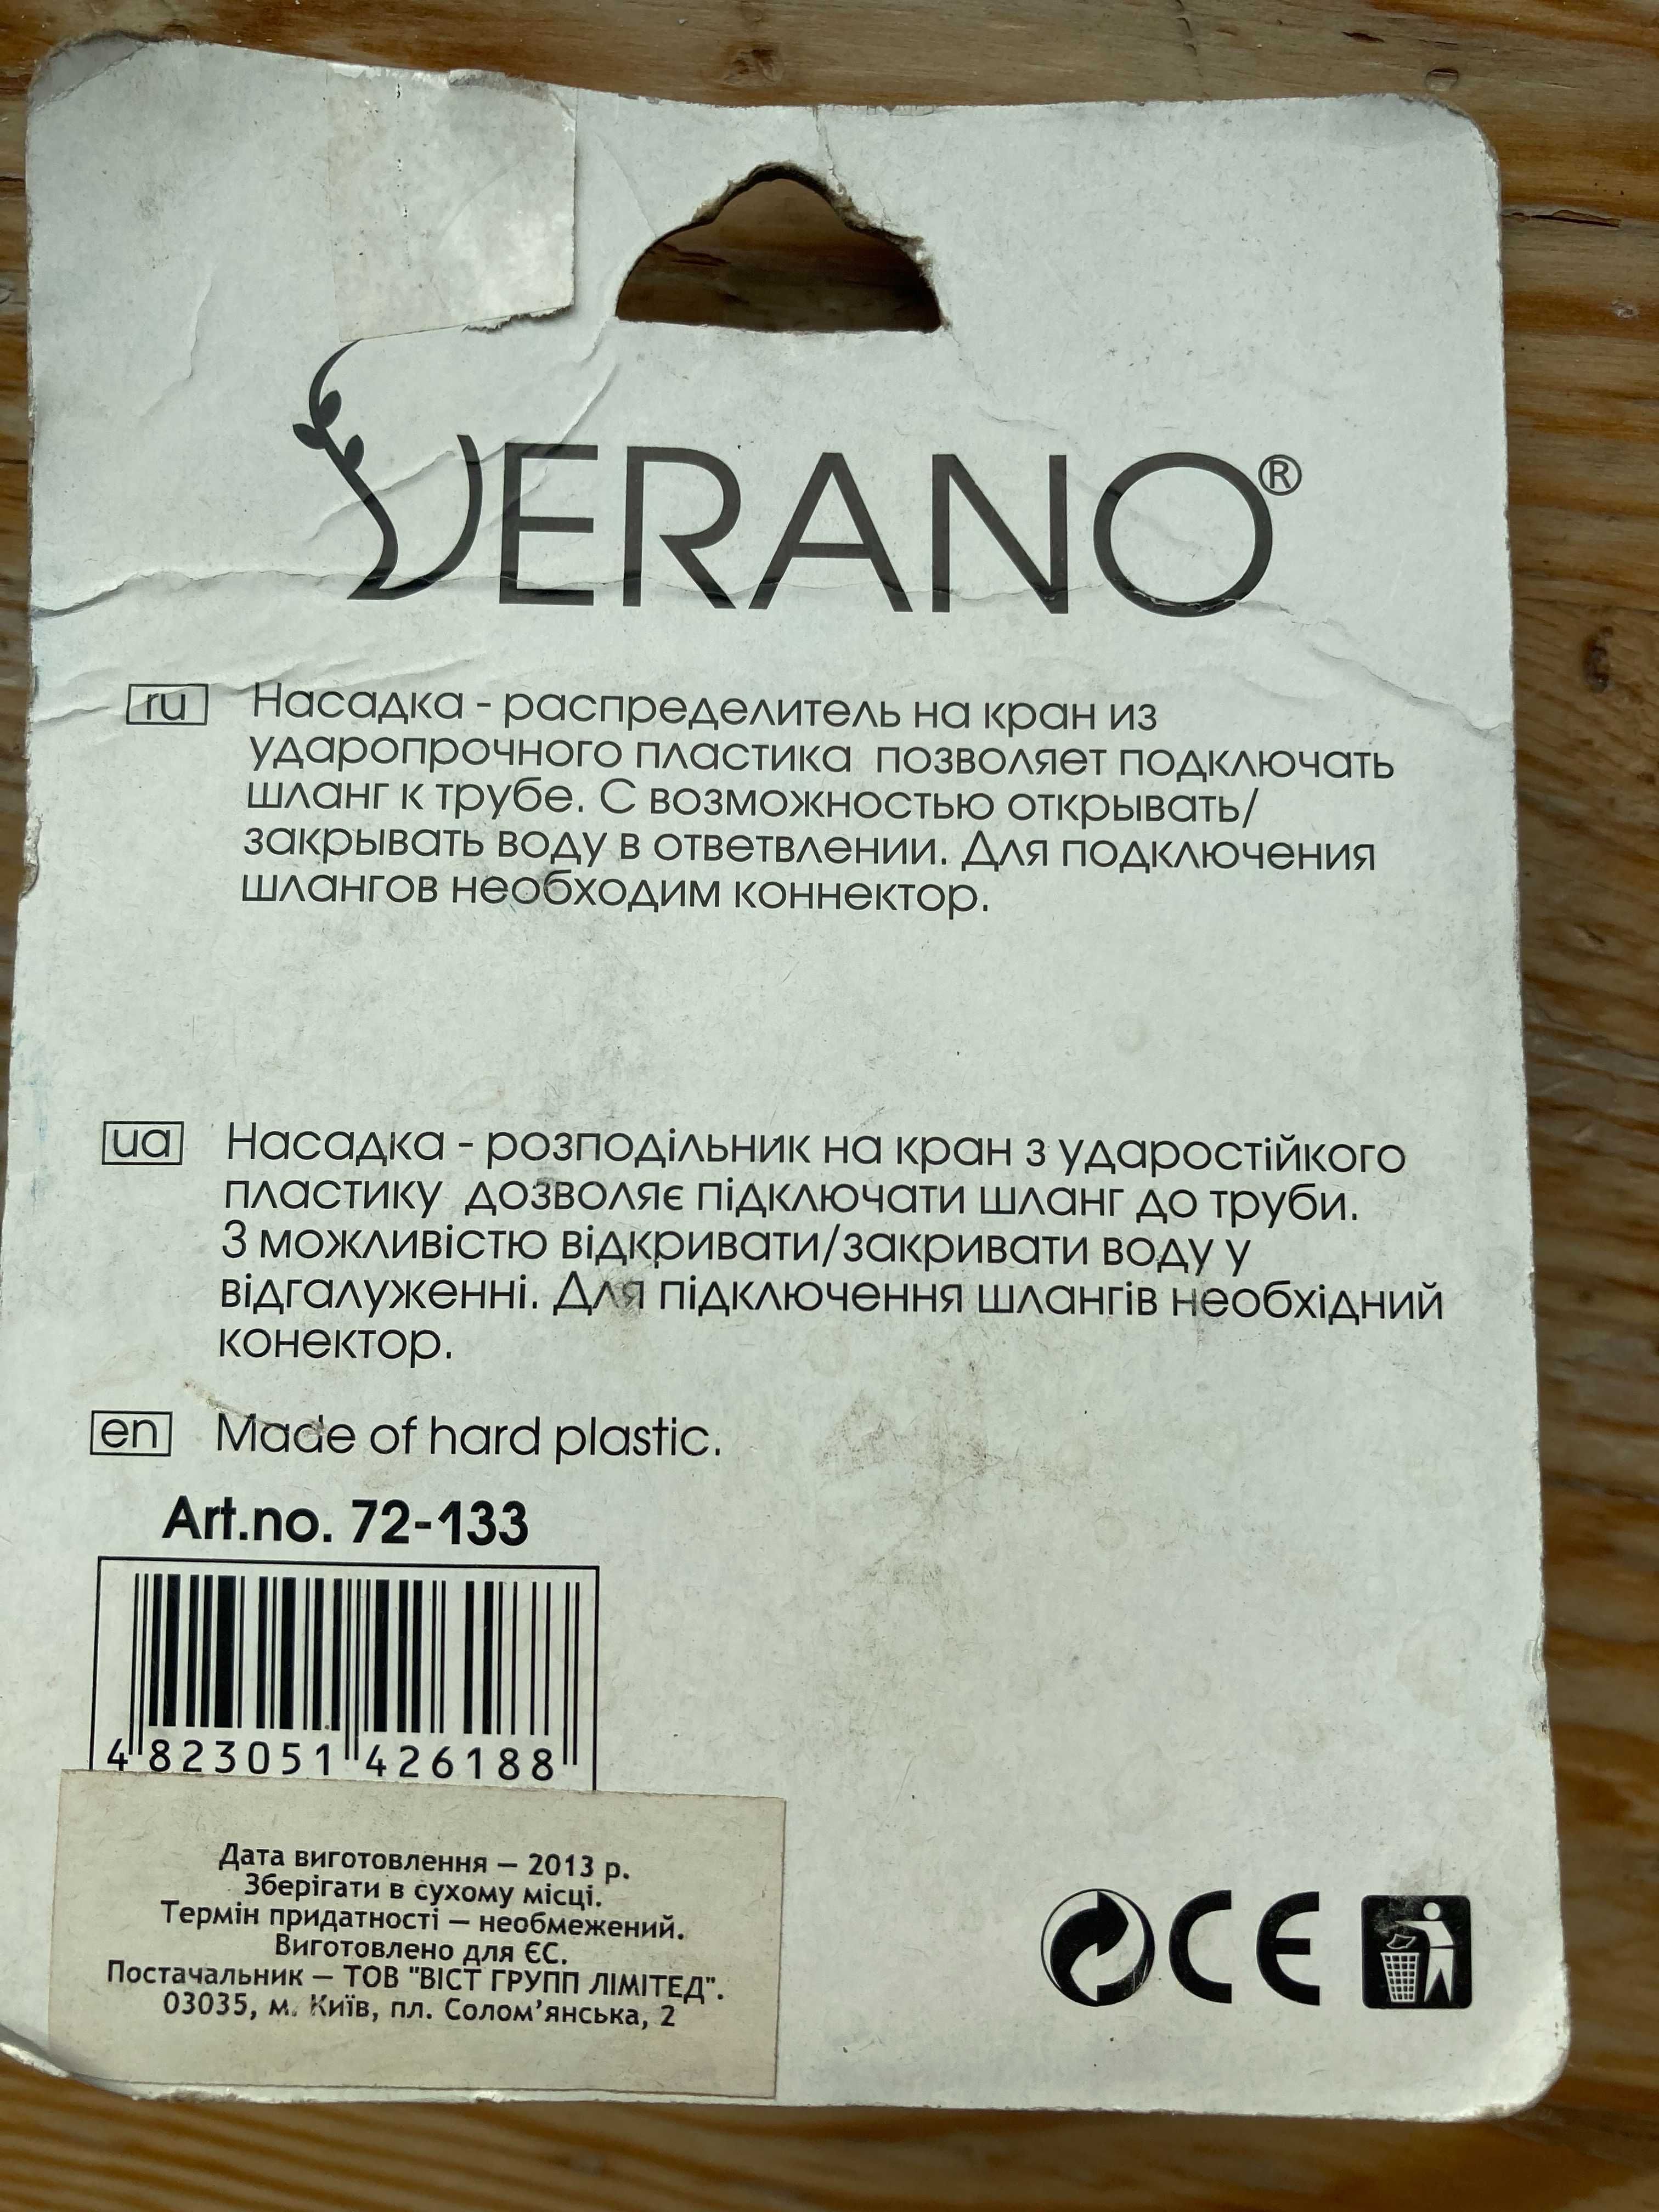 VERANO®
ru
Насадка - распределитель на кран из
ударопрочного пластика позволяет подключать
шланг к трубе. С возможностью открывать/
закрывать воду в ответвлении. Для подключения
шлангов необходим коннектор.
ua
Насадка - розподільник на кран з ударостійкого
пластику дозволяє підключати шланг до труби.
З можливістю відкривати/закривати воду у
відгалуженні. Для підключення шлангів необхідний
конектор.
en
Made of hard plastic.
Art.no. 72-133
4 823051 426188
Дата виготовлення — 2013 р.
Зберігати в сухому місці.
Термін придатності — необмежений.
Виготовлено для ЄС.
Постачальник — ТОВ "ВІСТ ГРУПП ЛІМІТЕД".
03035, м. Київ, пл. Солом’янська, 2
CE